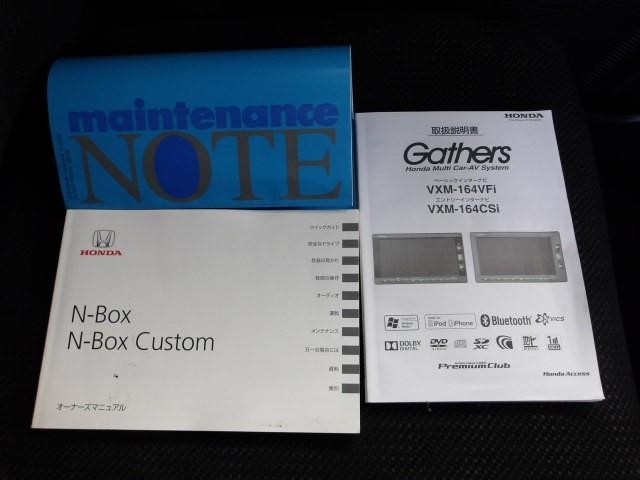 maintenance
NOTE
HONDA
N-Box
N-Box Custom
オーナーズマニュアル
クイックガイド
安全なドライブ
計器の見かた
各部の操作
オーディオ
運転
メンテナンス
万一の場合には
資料
索引
HONDA
取扱説明書
Gathers
Honda Multi Car-AV System
ベーシックインターナビ
VXM-164VFi
エントリーインターナビ
VXM-164CSi
iPod iPhone
Bluetooth
VICS
DOLBY
DIGITAL
DVD
SD
XC
地上
1seg
PremiumClub
Honda Access